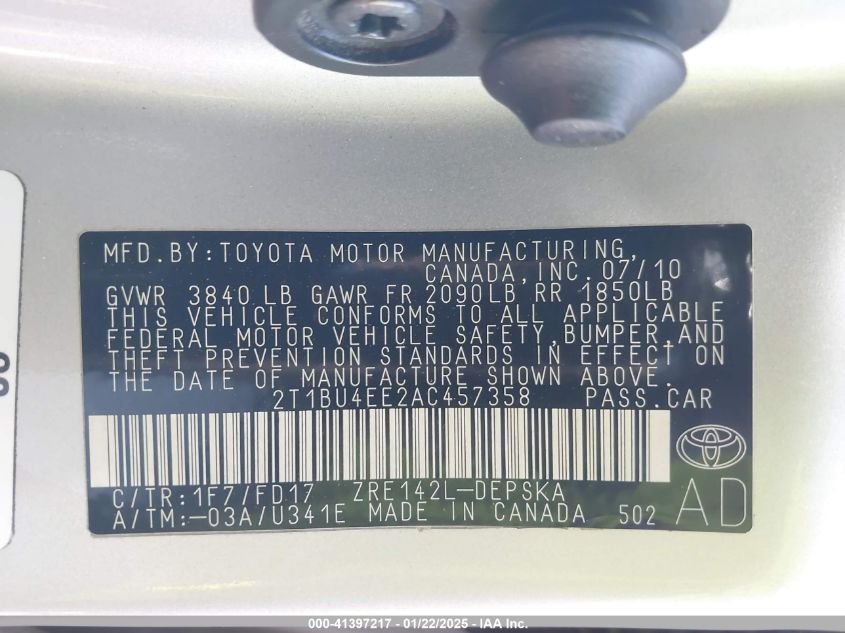 MFD.BY:TOYOTA MOTOR MANUFACTURING,
CANADA,INC. 07/10
GVWR 3840 LB GAWR FR 2090LB RR 1850LB
THIS VEHICLE CONFORMS TO ALL APPLICABLE
FEDERAL MOTOR VEHICLE SAFETY,BUMPER,AND
THEFT PREVENTION STANDARDS IN EFFECT ON
THE DATE OF MANUFACTURE SHOWN ABOVE.
2T1BU4EE2AC457358 PASS.CAR
C/TR:1F7/FD17 ZRE142L-DEPSKA
A/TM:-03A/U341E MADE IN CANADA 502 AD
000-41397217 - 01/22/2025 - IAA Inc.